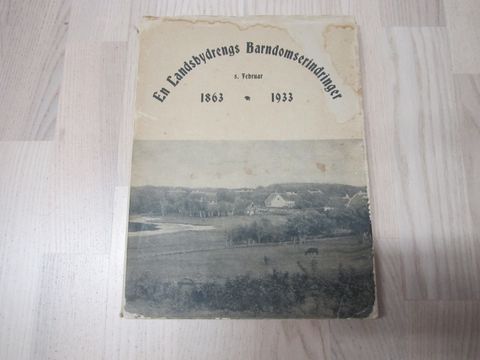 En Landsbydrengs Barndomserindringer
5. Februar
1863 1933